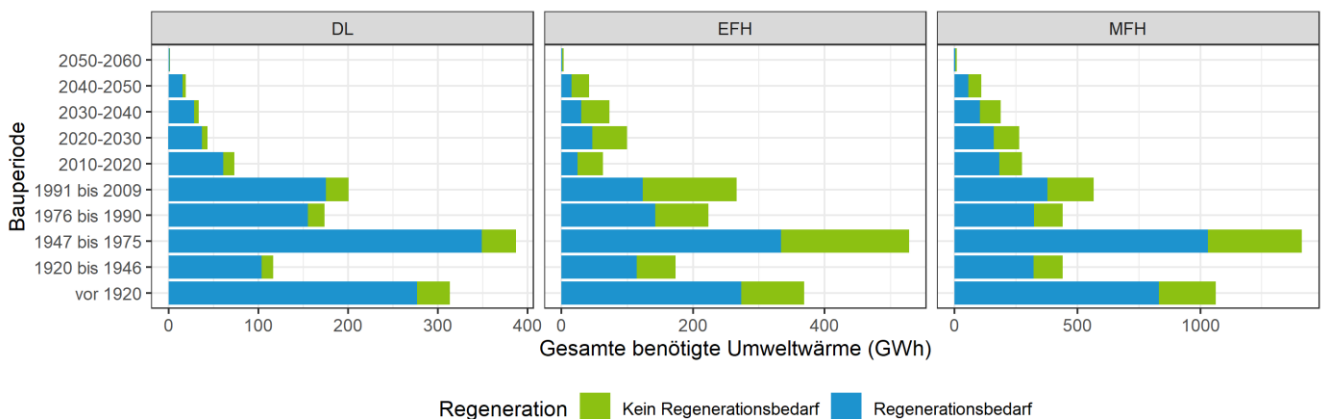 DL EFH MFH
2050-2060
2040-2050
2030-2040
2020-2030
2010-2020
1991 bis 2009
1976 bis 1990
1947 bis 1975
1920 bis 1946
vor 1920
Bauperiode
0 100 200 300 400 0 200 400 0 500 1000
Gesamte benötigte Umweltwärme (GWh)
Regeneration Kein Regenerationsbedarf Regenerationsbedarf